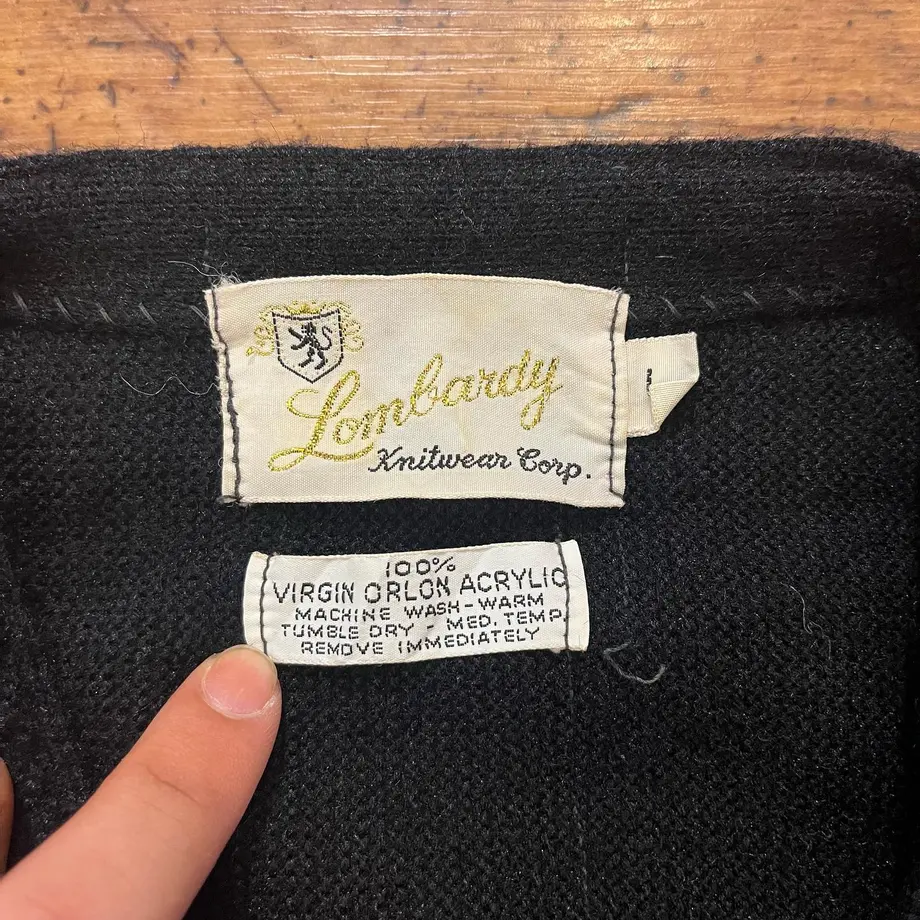 Lombardy
Knitwear Corp.
100%
VIRGIN ORLON ACRYLIC
MACHINE WASH-WARM
TUMBLE DRY - MED. TEMP.
REMOVE IMMEDIATELY